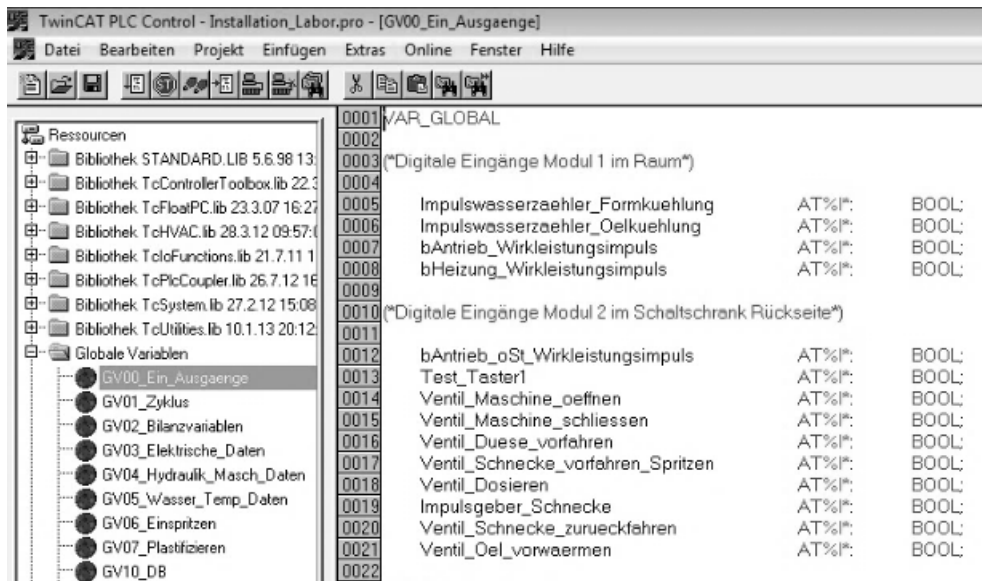 TwinCAT PLC Control - Installation_Labor.pro - [GV00_Ein_Ausgaenge]
Datei Bearbeiten Projekt Einfügen Extras Online Fenster Hilfe
Ressourcen
Bibliothek STANDARD.LIB 5.6.98 13:
Bibliothek TcControllerToolbox.lib 22.3
Bibliothek TcFloatPC.lib 23.3.07 16:27
Bibliothek TcHVAC.lib 28.3.12 09:57:(
Bibliothek TcIoFunctions.lib 21.7.11 1
Bibliothek TcPlcCoupler.lib 26.7.12 16
Bibliothek TcSystem.lib 27.2.12 15:08
Bibliothek TcUtilities.lib 10.1.13 20:12:
Globale Variablen
GV00_Ein_Ausgaenge
GV01_Zyklus
GV02_Bilanzvariablen
GV03_Elektrische_Daten
GV04_Hydraulik_Masch_Daten
GV05_Wasser_Temp_Daten
GV06_Einspritzen
GV07_Plastifizieren
GV10_DB
0001 VAR_GLOBAL
0002
0003 (*Digitale Eingänge Modul 1 im Raum*)
0004
0005 Impulswasserzaehler_Formkuehlung AT%I*: BOOL;
0006 Impulswasserzaehler_Oelkuehlung AT%I*: BOOL;
0007 bAntrieb_Wirkleistungsimpuls AT%I*: BOOL;
0008 bHeizung_Wirkleistungsimpuls AT%I*: BOOL;
0009
0010 (*Digitale Eingänge Modul 2 im Schaltschrank Rückseite*)
0011
0012 bAntrieb_oSt_Wirkleistungsimpuls AT%I*: BOOL;
0013 Test_Taster1 AT%I*: BOOL;
0014 Ventil_Maschine_oeffnen AT%I*: BOOL;
0015 Ventil_Maschine_schliessen AT%I*: BOOL;
0016 Ventil_Duese_vorfahren AT%I*: BOOL;
0017 Ventil_Schnecke_vorfahren_Spritzen AT%I*: BOOL;
0018 Ventil_Dosieren AT%I*: BOOL;
0019 Impulsgeber_Schnecke AT%I*: BOOL;
0020 Ventil_Schnecke_zurueckfahren AT%I*: BOOL;
0021 Ventil_Oel_vorwaermen AT%I*: BOOL;
0022